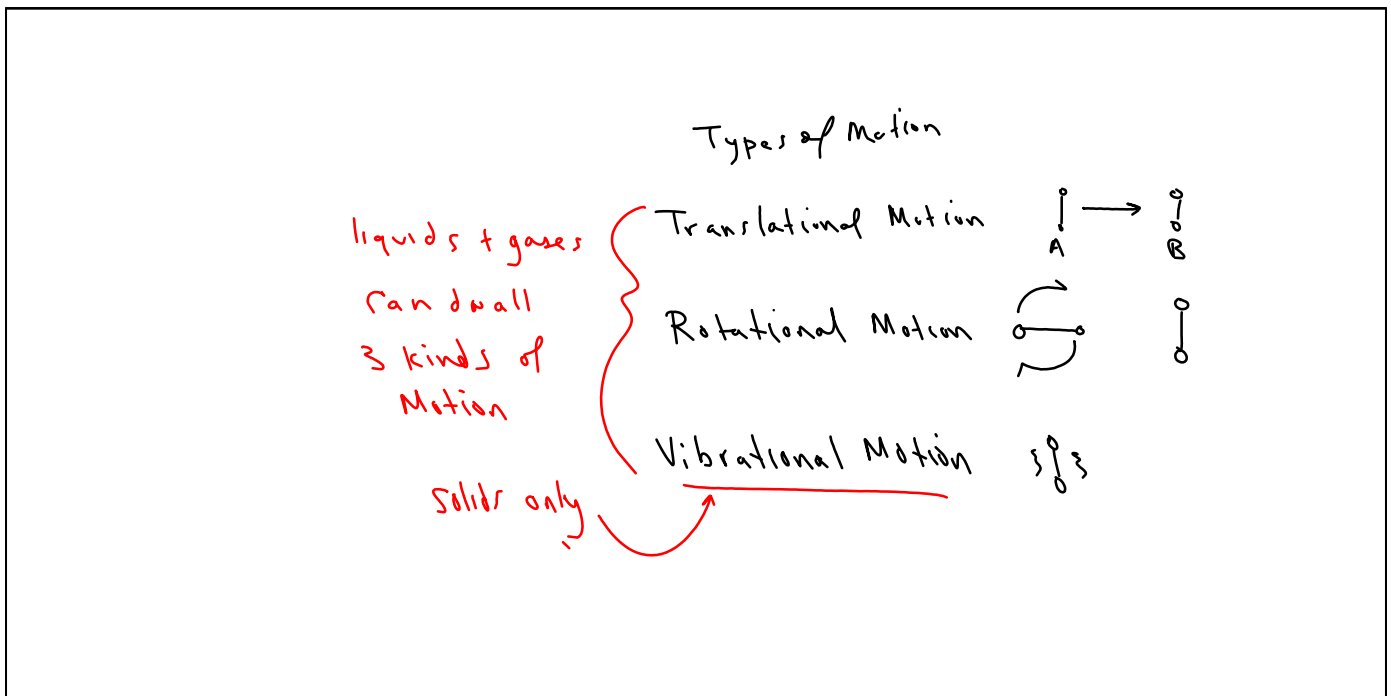 Types of Motion
Translational Motion
A B
Rotational Motion
Vibrational Motion
liquids + gases
can do all
3 kinds of
Motion
Solids only